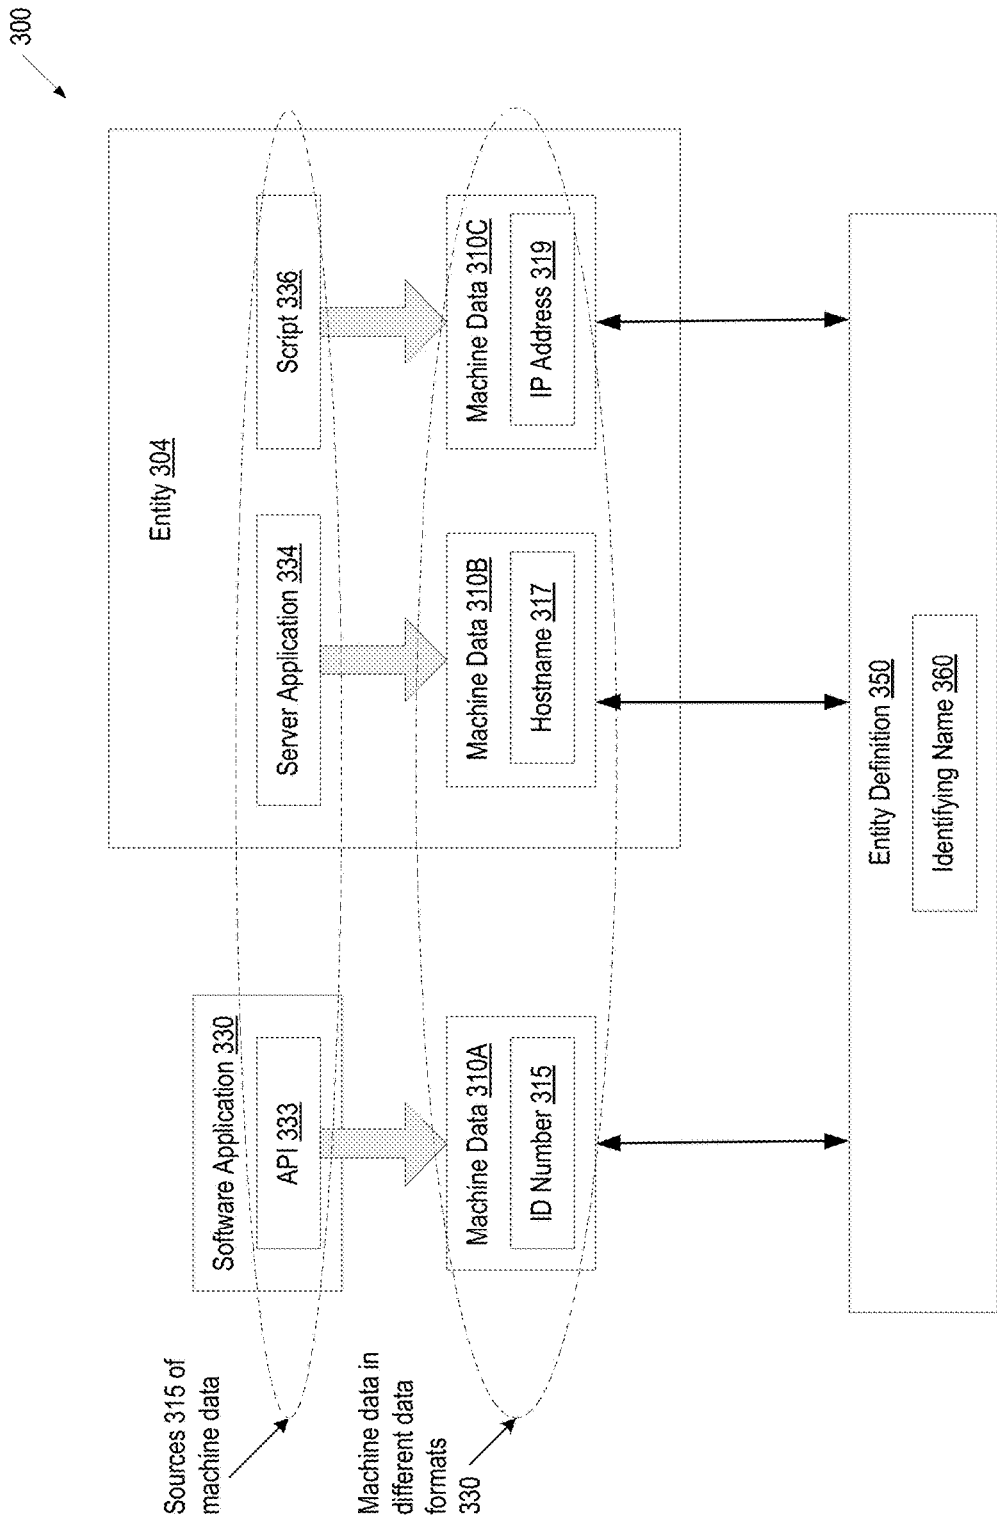 300
Entity 304
Sources 315 of
machine data
Software Application 330
API 333
Server Application 334
Script 336
Machine data in
different data
formats
330
Machine Data 310A
ID Number 315
Machine Data 310B
Hostname 317
Machine Data 310C
IP Address 319
Entity Definition 350
Identifying Name 360